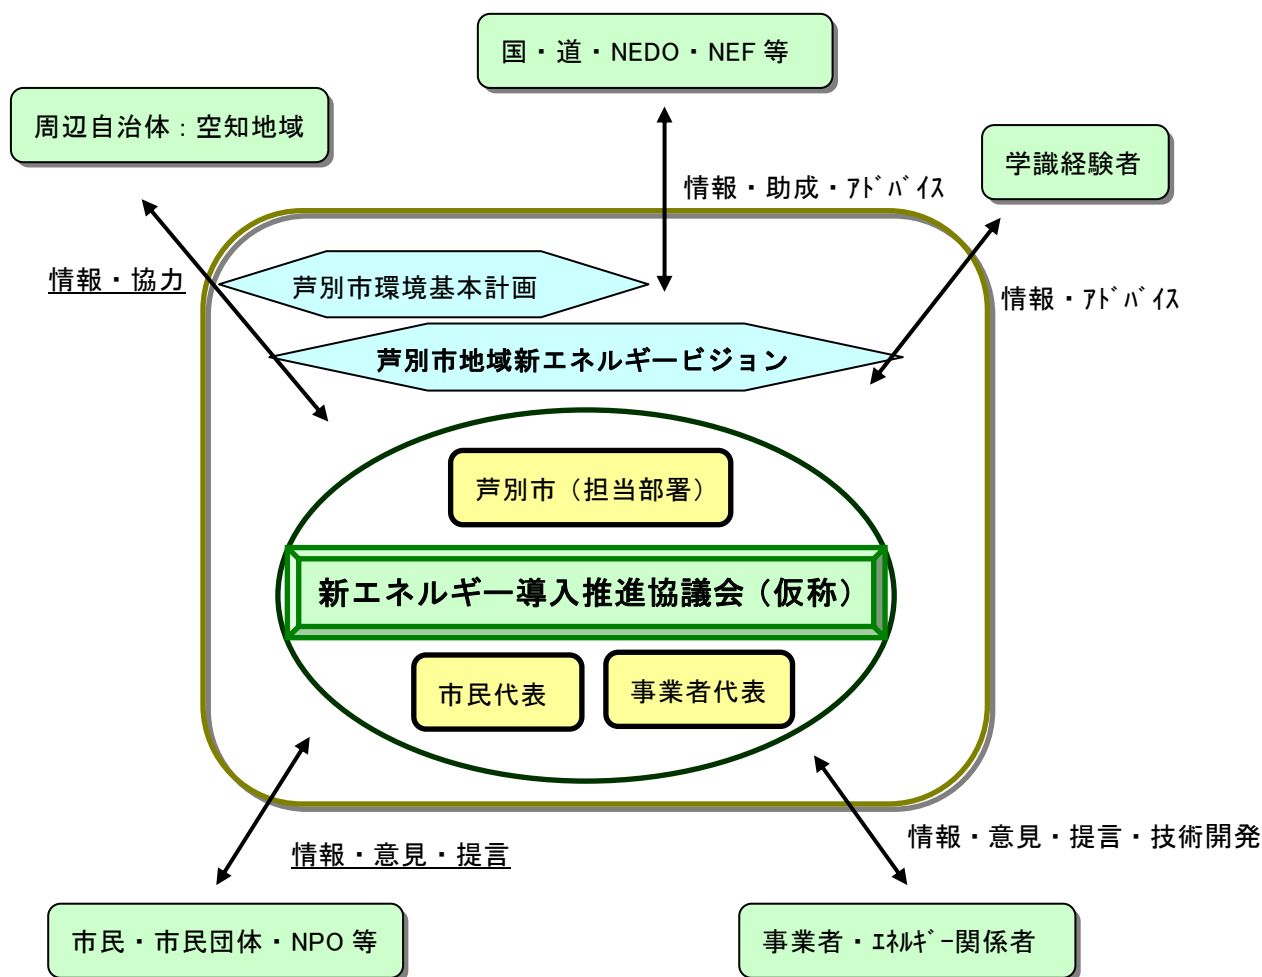 国・道・NEDO・NEF 等
周辺自治体：空知地域
学識経験者
情報・助成・ｱﾄﾞﾊﾞｲｽ
情報・協力
芦別市環境基本計画
情報・ｱﾄﾞﾊﾞｲｽ
芦別市地域新エネルギービジョン
芦別市（担当部署）
新エネルギー導入推進協議会（仮称）
市民代表
事業者代表
情報・意見・提言・技術開発
情報・意見・提言
市民・市民団体・NPO 等
事業者・ｴﾈﾙｷﾞｰ関係者